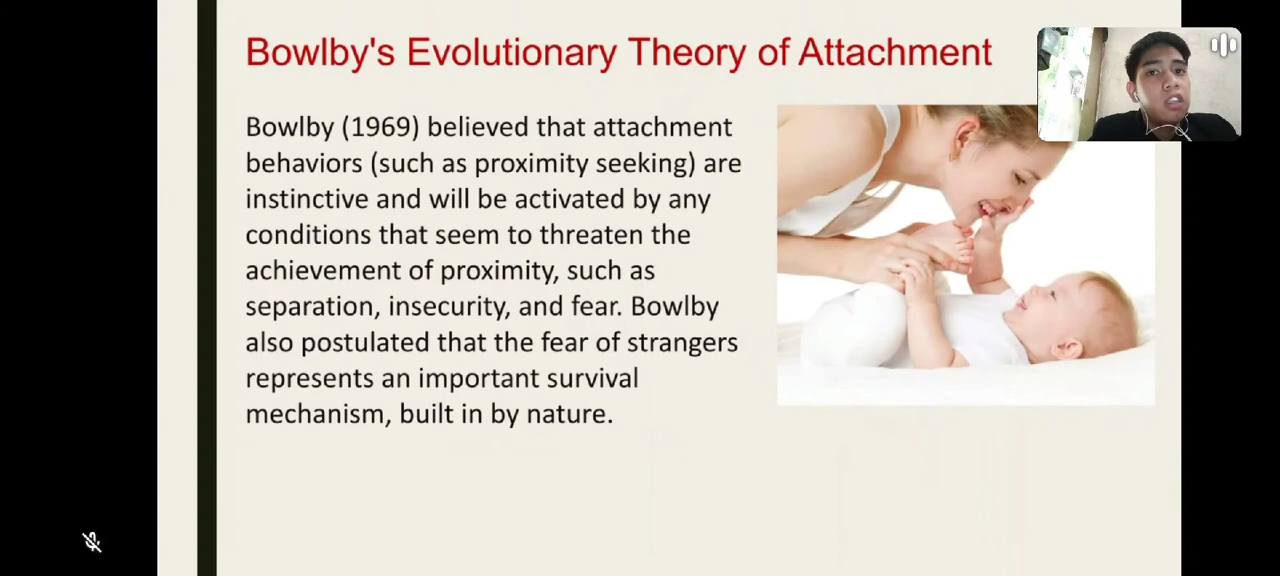 Bowlby's Evolutionary Theory of Attachment
Bowlby (1969) believed that attachment
behaviors (such as proximity seeking) are
instinctive and will be activated by any
conditions that seem to threaten the
achievement of proximity, such as
separation, insecurity, and fear. Bowlby
also postulated that the fear of strangers
represents an important survival
mechanism, built in by nature.